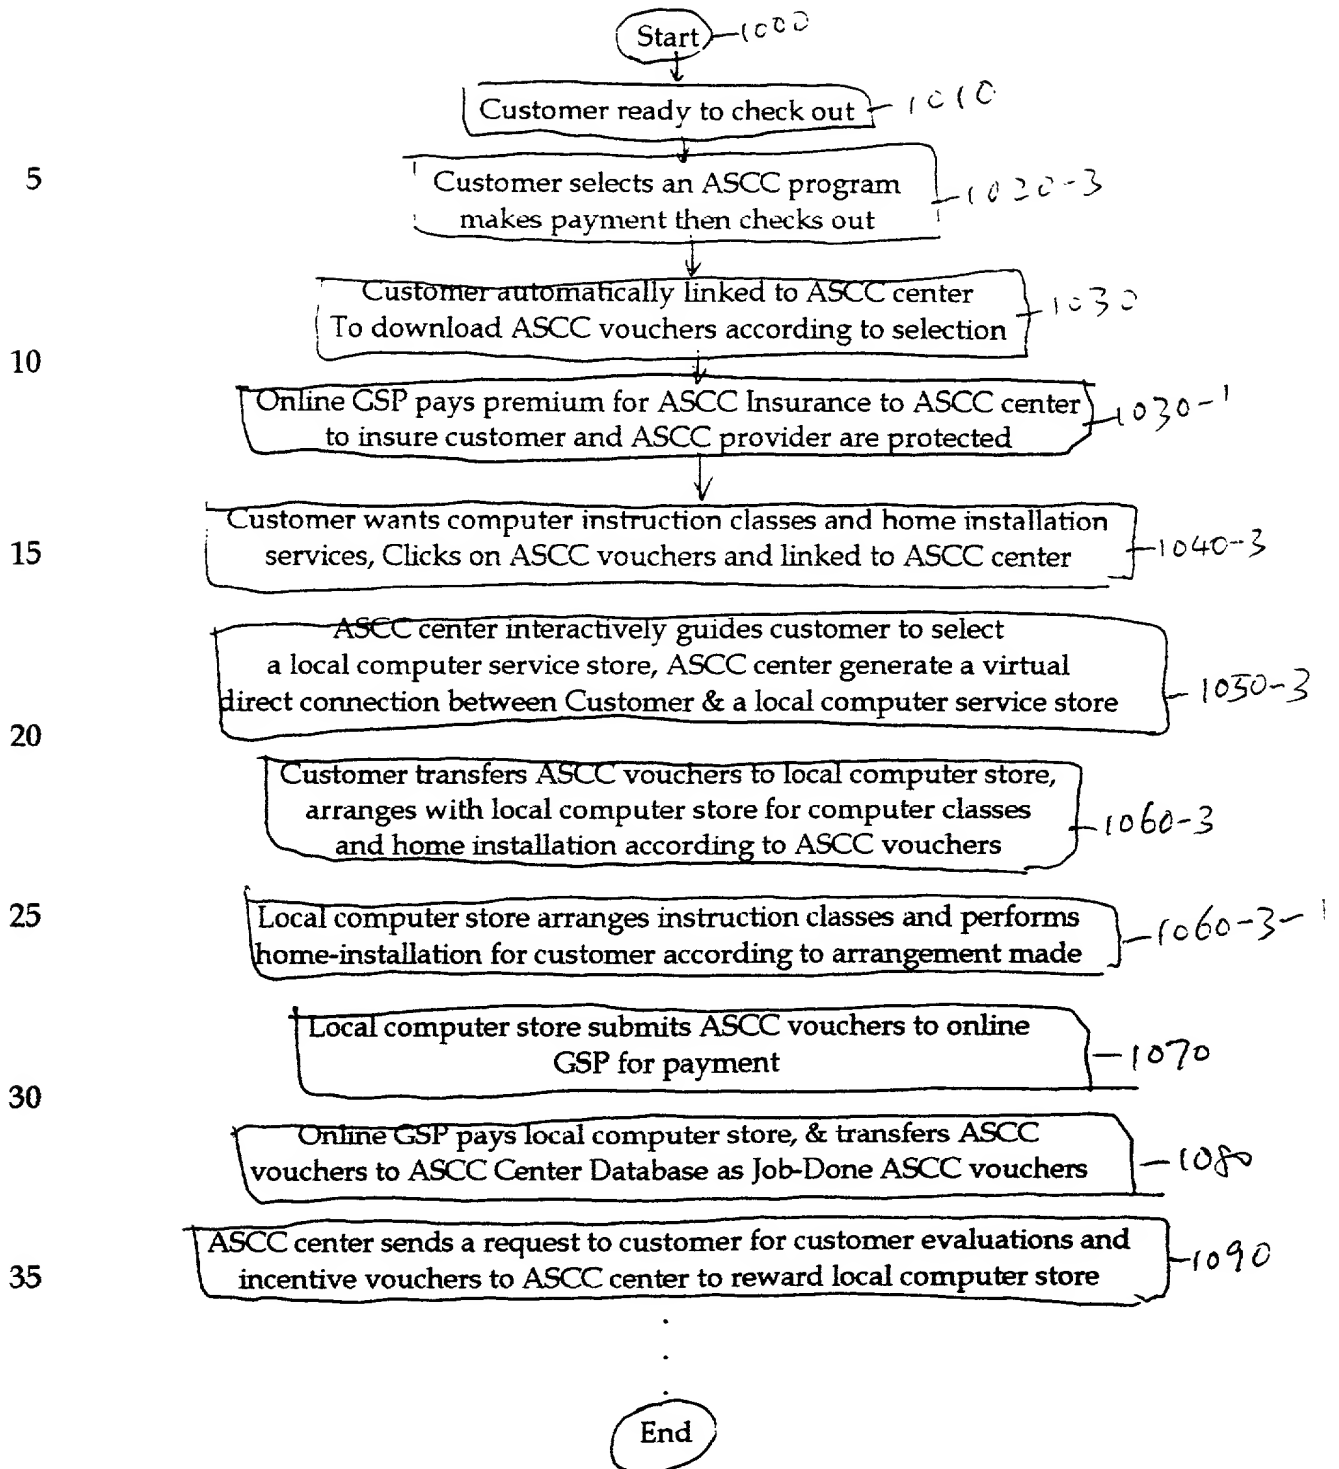 Start 1000
Customer ready to check out 1010
5
Customer selects an ASCC program 1020-3
makes payment then checks out
Customer automatically linked to ASCC center 1030
To download ASCC vouchers according to selection
10
Online GSP pays premium for ASCC Insurance to ASCC center 1030-1
to insure customer and ASCC provider are protected
Customer wants computer instruction classes and home installation
15
services, Clicks on ASCC vouchers and linked to ASCC center 1040-3
ASCC center interactively guides customer to select
a local computer service store, ASCC center generate a virtual
direct connection between Customer & a local computer service store 1050-3
20
Customer transfers ASCC vouchers to local computer store,
arranges with local computer store for computer classes 1060-3
and home installation according to ASCC vouchers
25
Local computer store arranges instruction classes and performs 1060-3-1
home-installation for customer according to arrangement made
Local computer store submits ASCC vouchers to online
GSP for payment 1070
30
Online GSP pays local computer store, & transfers ASCC
vouchers to ASCC Center Database as Job-Done ASCC vouchers 1080
ASCC center sends a request to customer for customer evaluations and 1090
35
incentive vouchers to ASCC center to reward local computer store
End